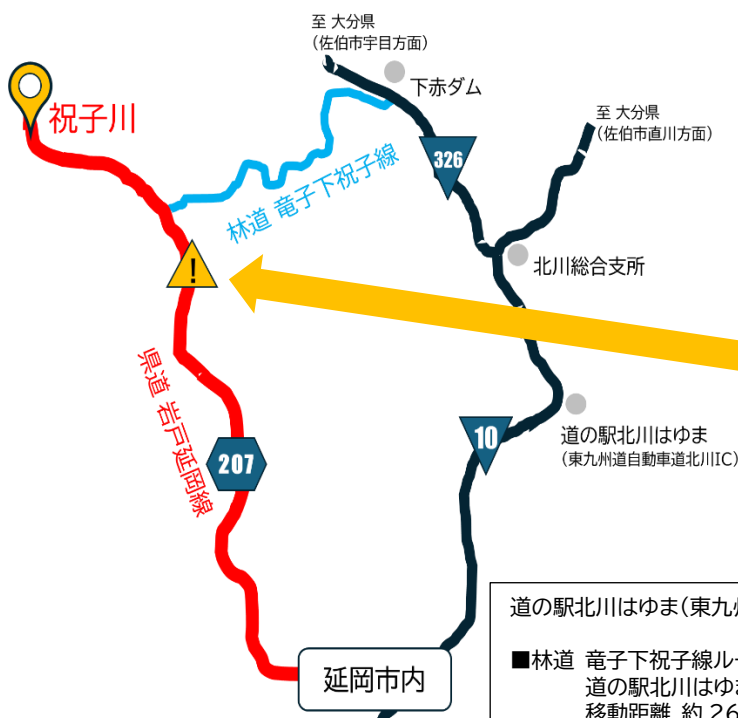 至 大分県
(佐伯市宇目方面)
下赤ダム
祝子川
至 大分県
(佐伯市直川方面)
326
林道 竜子下祝子線
北川総合支所
!
県道 岩戸延岡線
207
10
道の駅北川はゆま
(東九州道自動車道北川IC)
延岡市内
道の駅北川はゆま(東九
■林道 竜子下祝子線ル
道の駅北川はゆ
移動距離 約 26